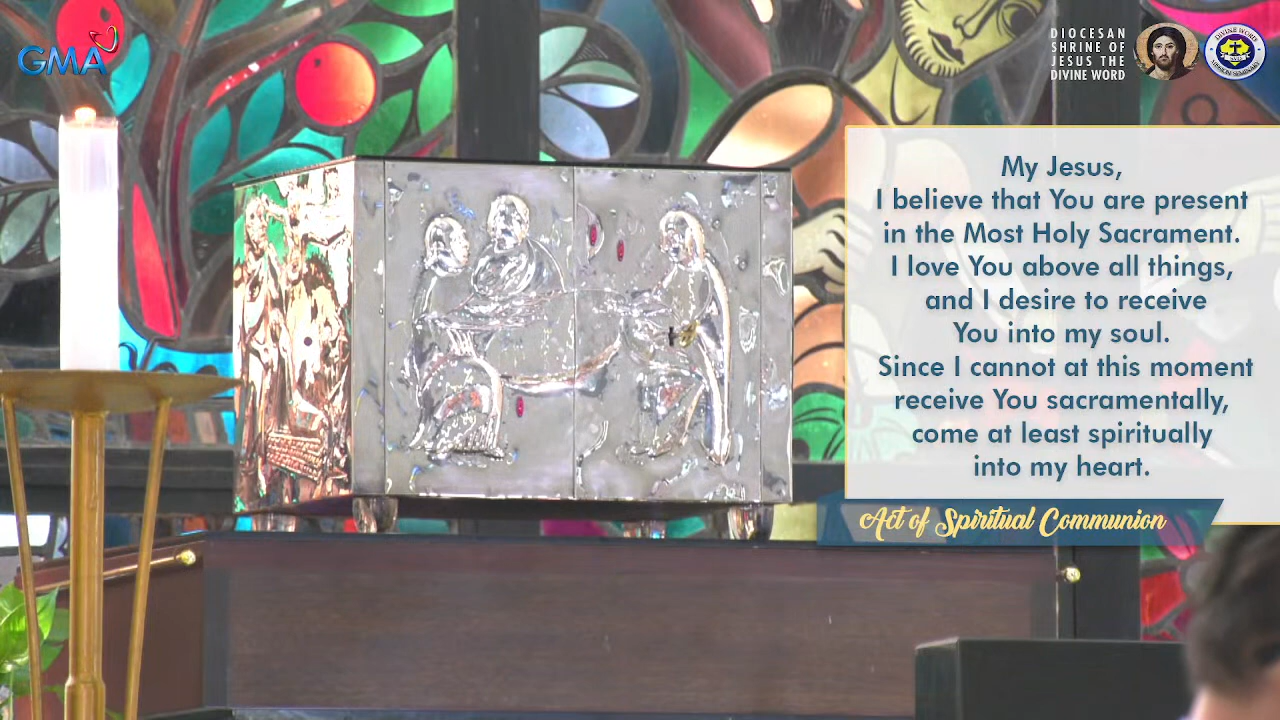 GMA
DIOCESAN
SHRINE OF
JESUS THE
DIVINE WORD
My Jesus,
I believe that You are present
in the Most Holy Sacrament.
I love You above all things,
and I desire to receive
You into my soul.
Since I cannot at this moment
receive You sacramentally,
come at least spiritually
into my heart.
Act of Spiritual Communion